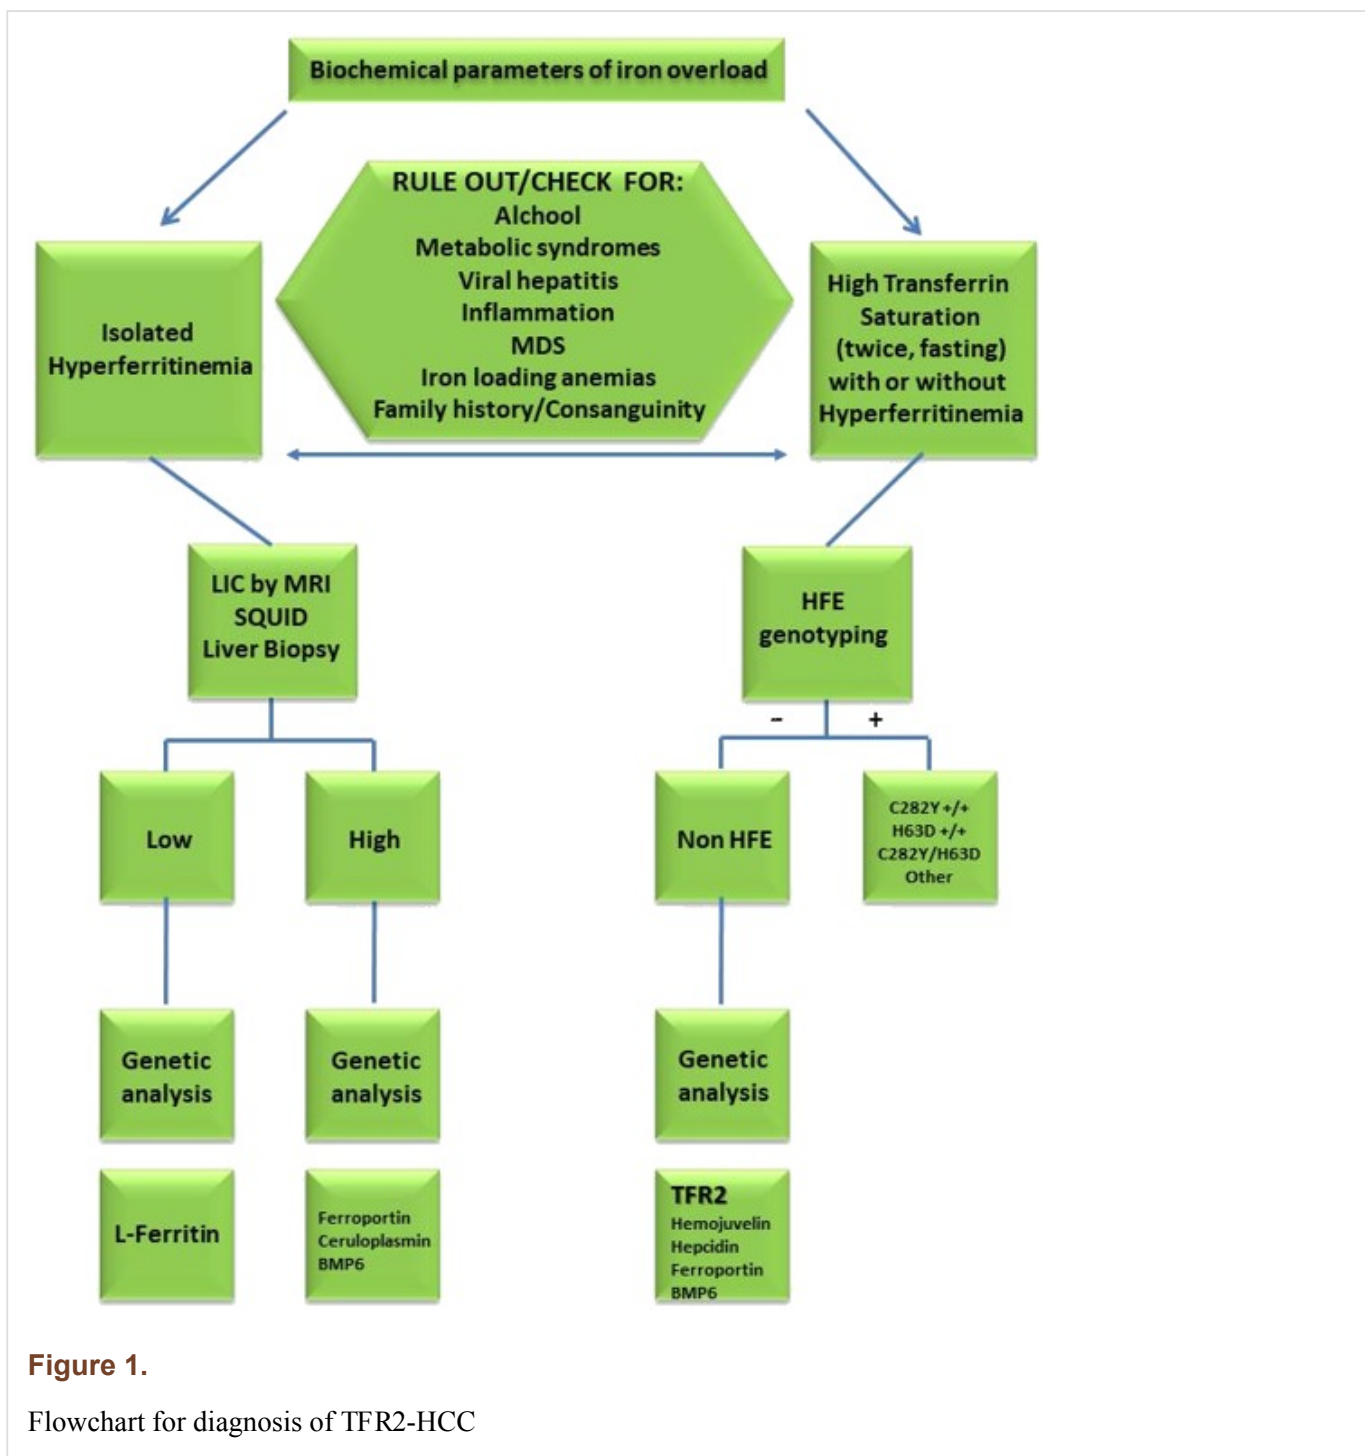 Biochemical parameters of iron overload
RULE OUT/CHECK FOR:
Alchool
Metabolic syndromes
Viral hepatitis
Inflammation
MDS
Iron loading anemias
Family history/Consanguinity
Isolated
Hyperferritinemia
High Transferrin
Saturation
(twice, fasting)
with or without
Hyperferritinemia
LIC by MRI
SQUID
Liver Biopsy
HFE
genotyping
-
+
Low
High
Non HFE
C282Y +/+
H63D +/+
C282Y/H63D
Other
Genetic
analysis
Genetic
analysis
Genetic
analysis
L-Ferritin
Ferroportin
Ceruloplasmin
BMP6
TFR2
Hemojuvelin
Hepcidin
Ferroportin
BMP6
Figure 1.
Flowchart for diagnosis of TFR2-HCC